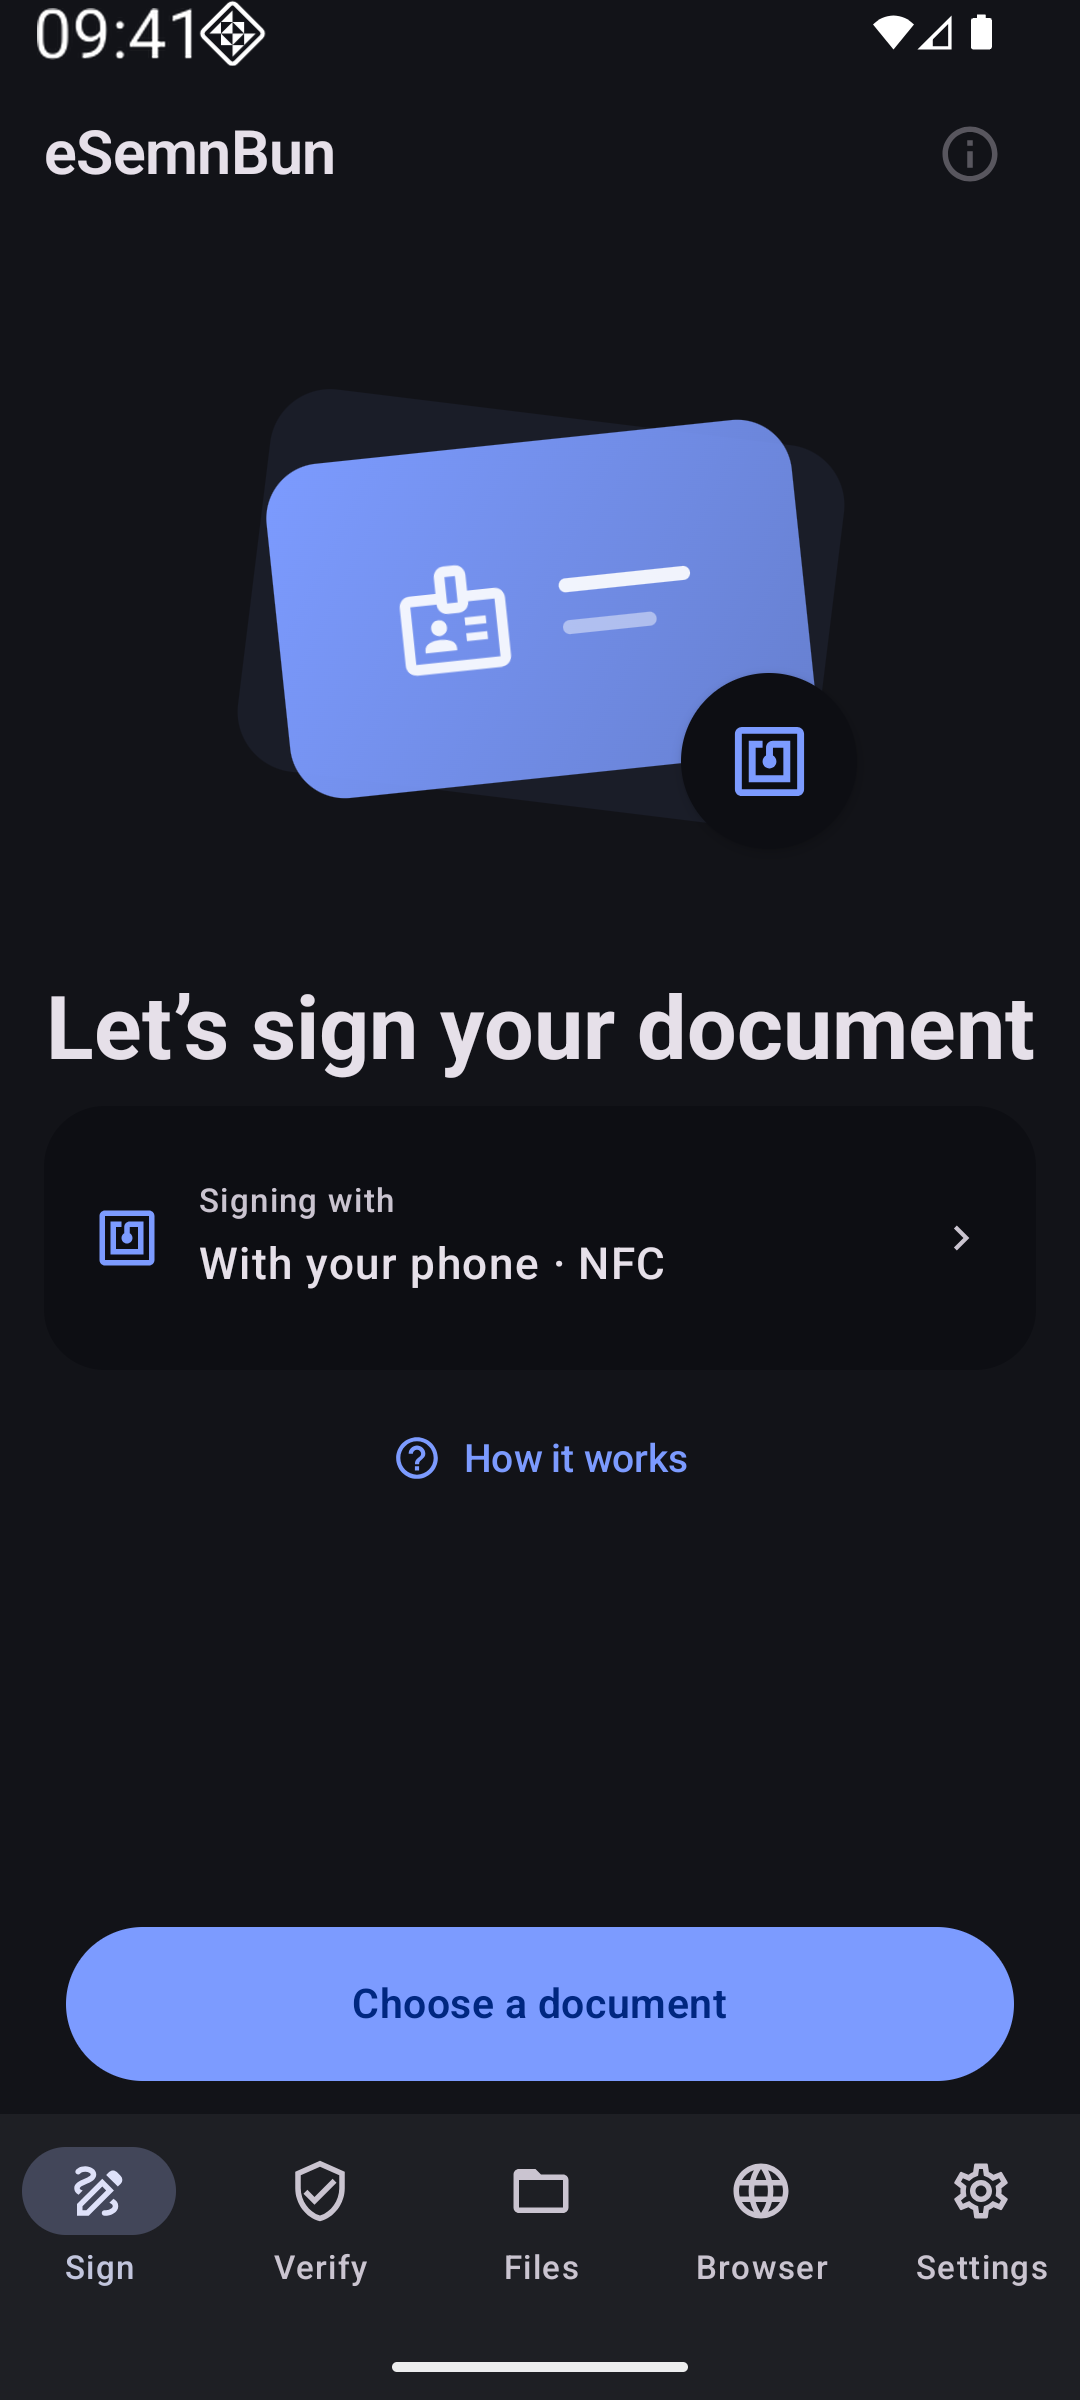 09:41
eSemnBun
Let’s sign your document
Signing with
With your phone · NFC
How it works
Choose a document
Sign
Verify
Files
Browser
Settings